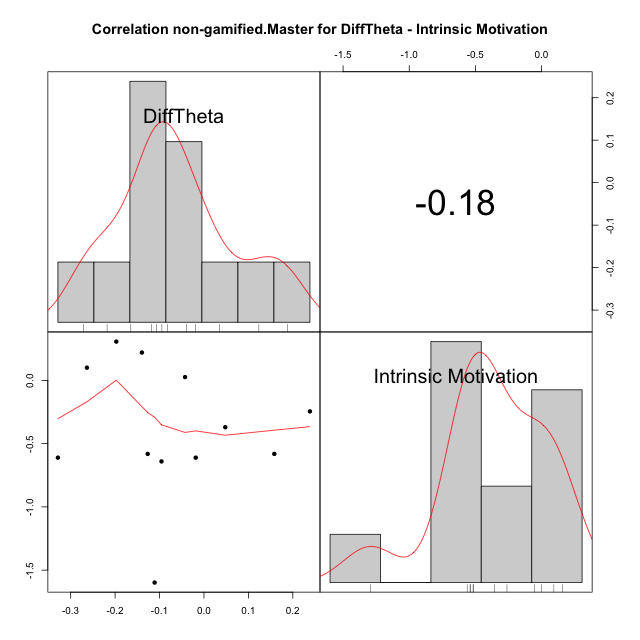 Correlation non-gamified.Master for DiffTheta - Intrinsic Motivation
-1.5 -1.0 -0.5 0.0
DiffTheta
-0.18
0.2
0.1
0.0
-0.1
-0.2
-0.3
Intrinsic Motivation
0.0
-0.5
-1.0
-1.5
-0.3 -0.2 -0.1 0.0 0.1 0.2